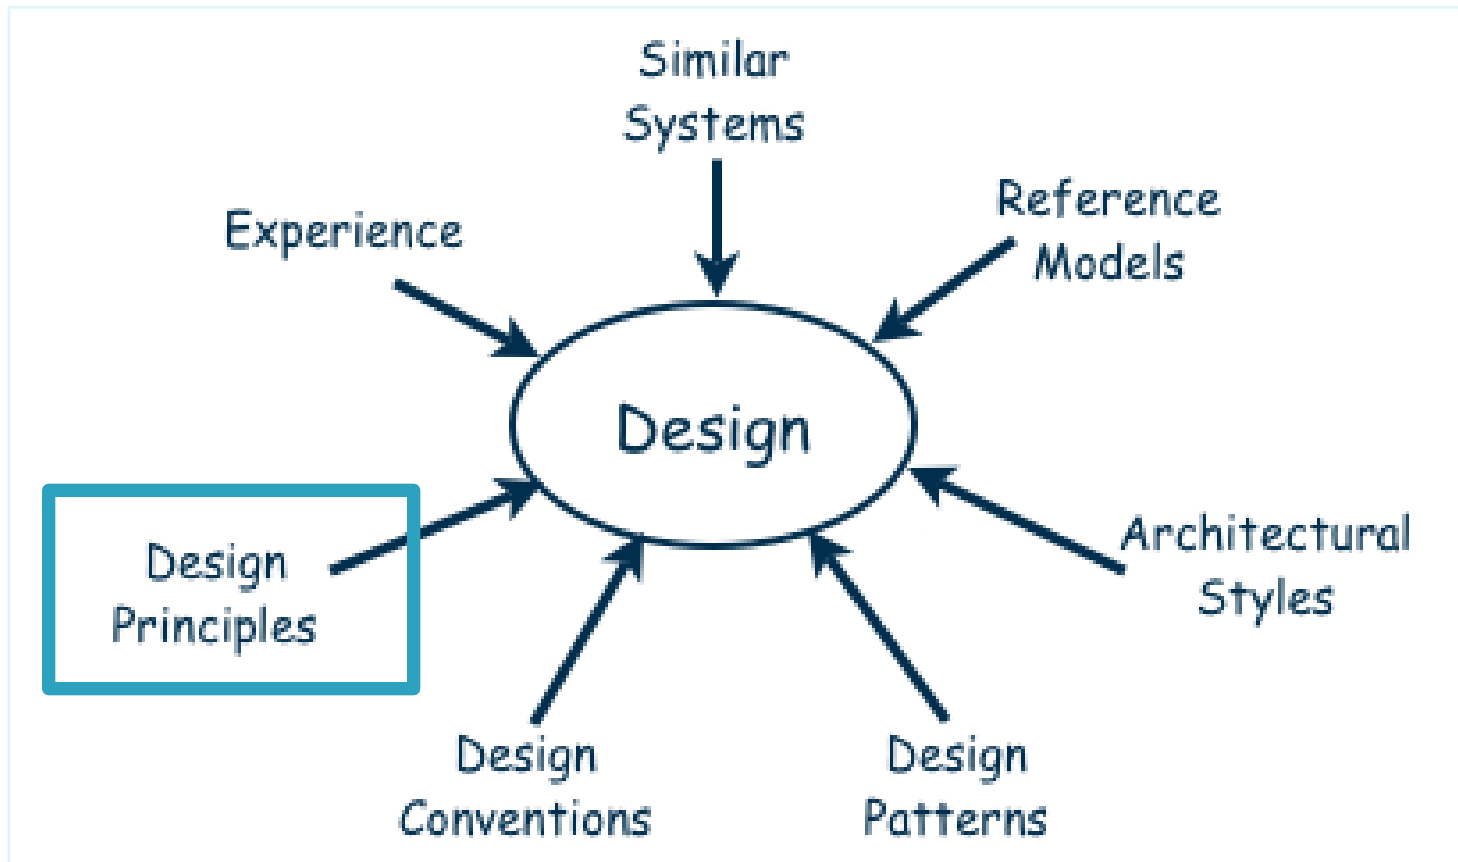 Similar
Systems
Reference
Models
Experience
Design
Architectural
Styles
Design
Principles
Design
Conventions
Design
Patterns